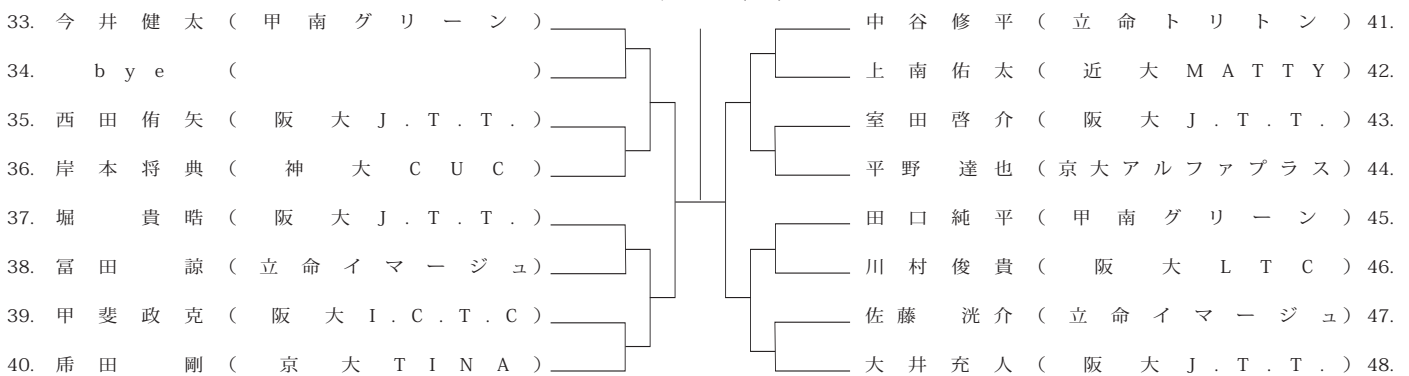 33. 今井健太(甲南グリーン)
34. bye ( )
35. 西田侑矢(阪大J.T.T.)
36. 岸本将典(神大CUC)
37. 堀 貴晧(阪大J.T.T.)
38. 冨田 諒(立命イマージュ)
39. 甲斐政克(阪大I.C.T.C)
40. 乕田 剛(京大TINA)
中谷修平(立命トリトン) 41.
上南佑太(近大MATTY) 42.
室田啓介(阪大J.T.T.) 43.
平野 達也(京大アルファプラス) 44.
田口純平(甲南グリーン) 45.
川村俊貴(阪大LTC) 46.
佐藤 洸介(立命イマージュ) 47.
大井充人(阪大J.T.T.) 48.